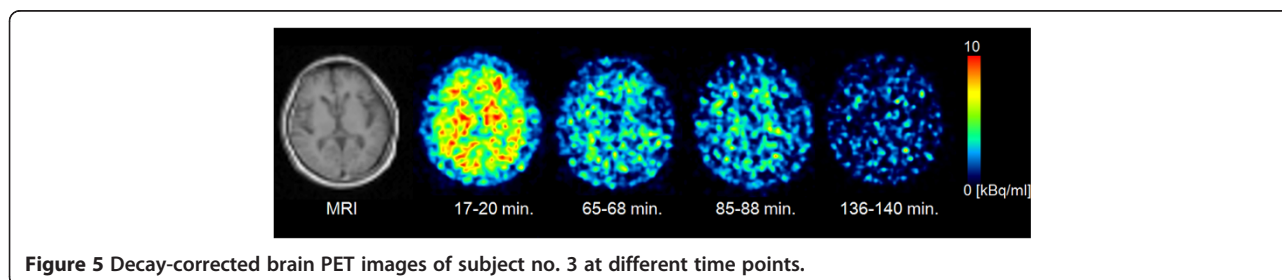 10
0 [kBq/ml]
MRI 17-20 min. 65-68 min. 85-88 min. 136-140 min.
Figure 5 Decay-corrected brain PET images of subject no. 3 at different time points.